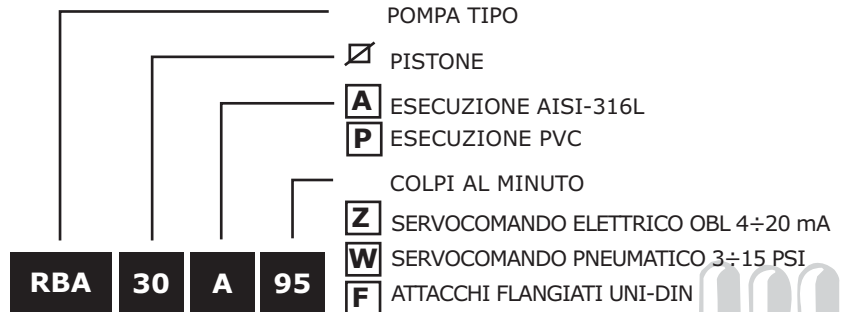 POMPA TIPO
PISTONE
A ESECUZIONE AISI-316L
P ESECUZIONE PVC
COLPI AL MINUTO
Z SERVOCOMANDO ELETTRICO OBL 4÷20 mA
W SERVOCOMANDO PNEUMATICO 3÷15 PSI
F ATTACCHI FLANGIATI UNI-DIN
RBA 30 A 95